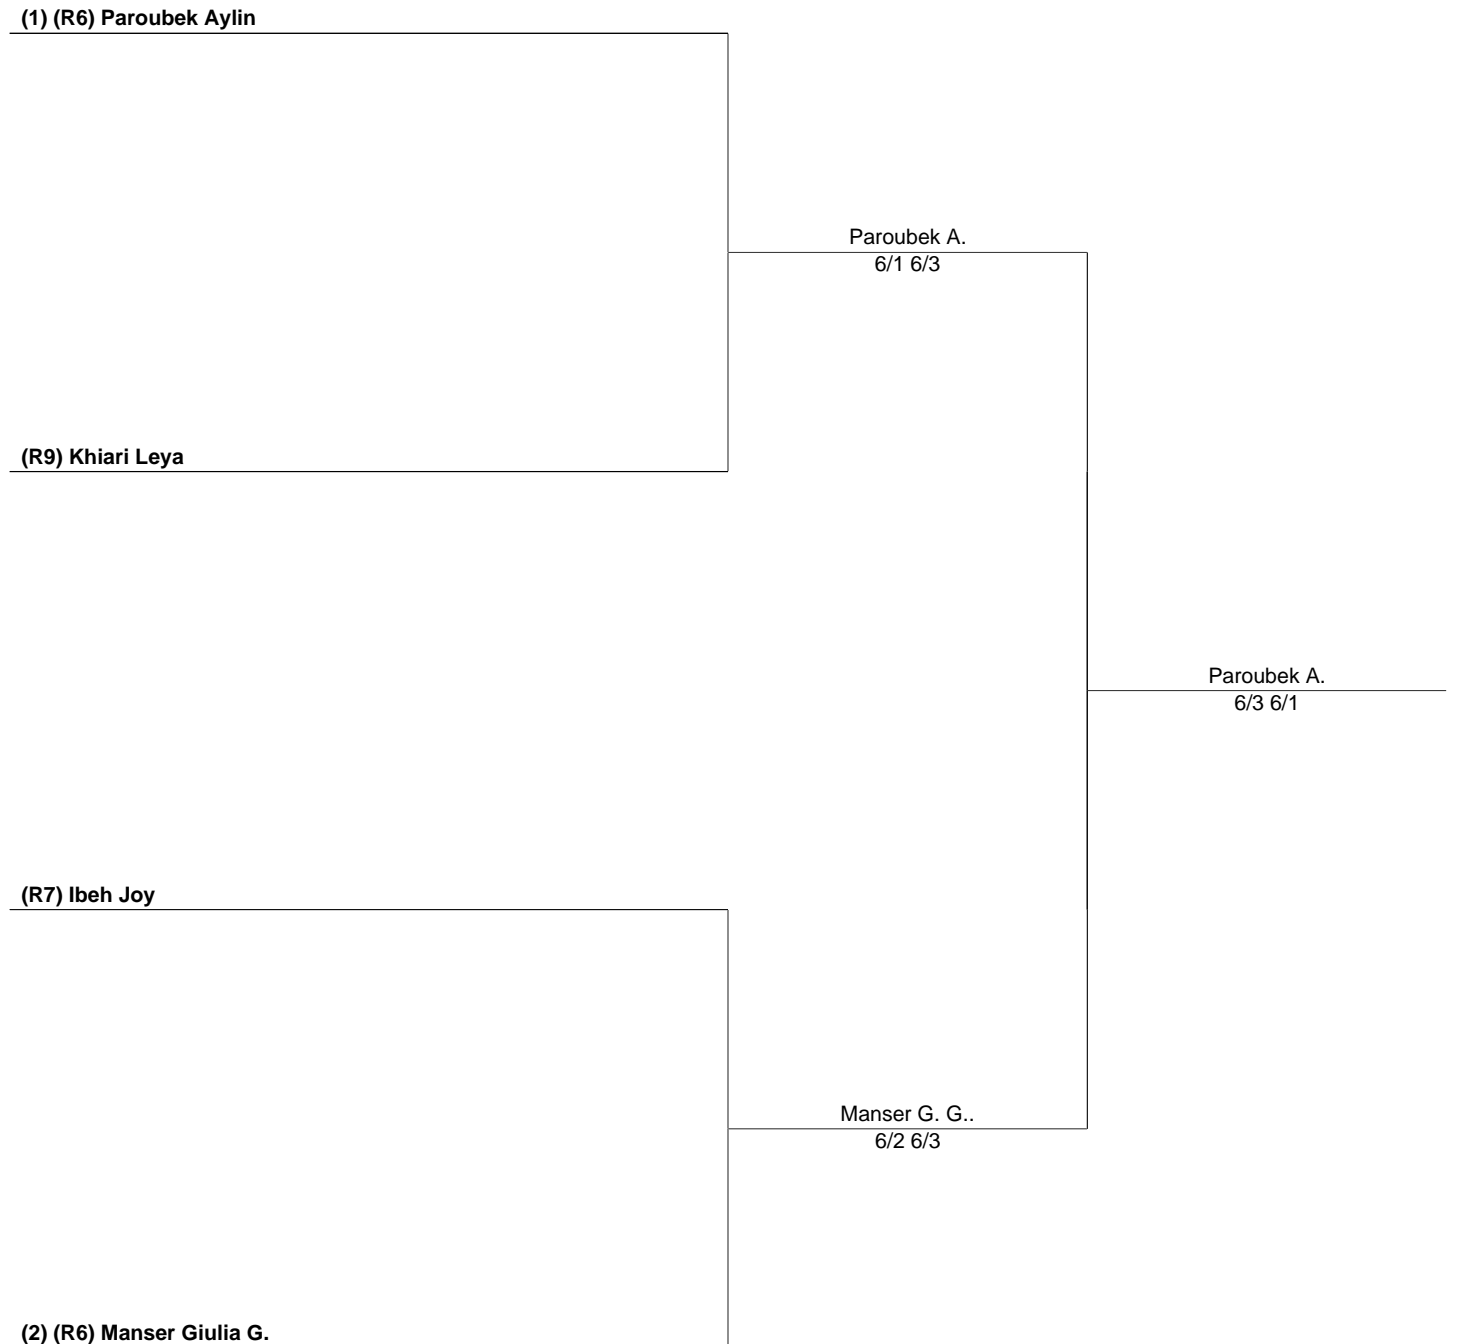 (1) (R6) Paroubek Aylin
Paroubek A.
6/1 6/3
(R9) Khiari Leya
Paroubek A.
6/3 6/1
(R7) Ibeh Joy
Manser G. G..
6/2 6/3
(2) (R6) Manser Giulia G.